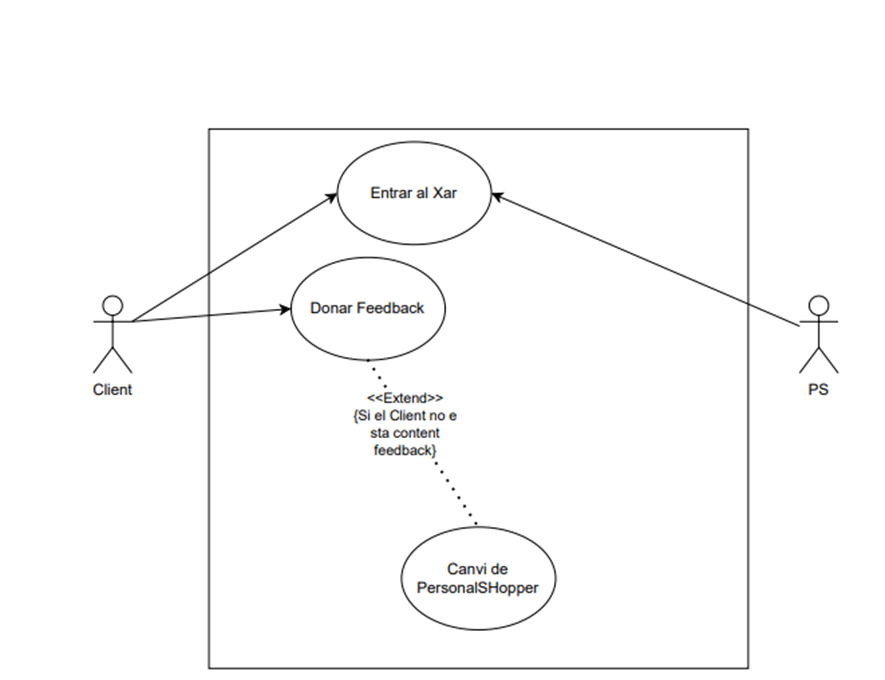 Entrar al Xar
Donar Feedback
Client
PS
<<Extend>>
{Si el Client no e
sta content
feedback}
Canvi de
PersonalSHopper